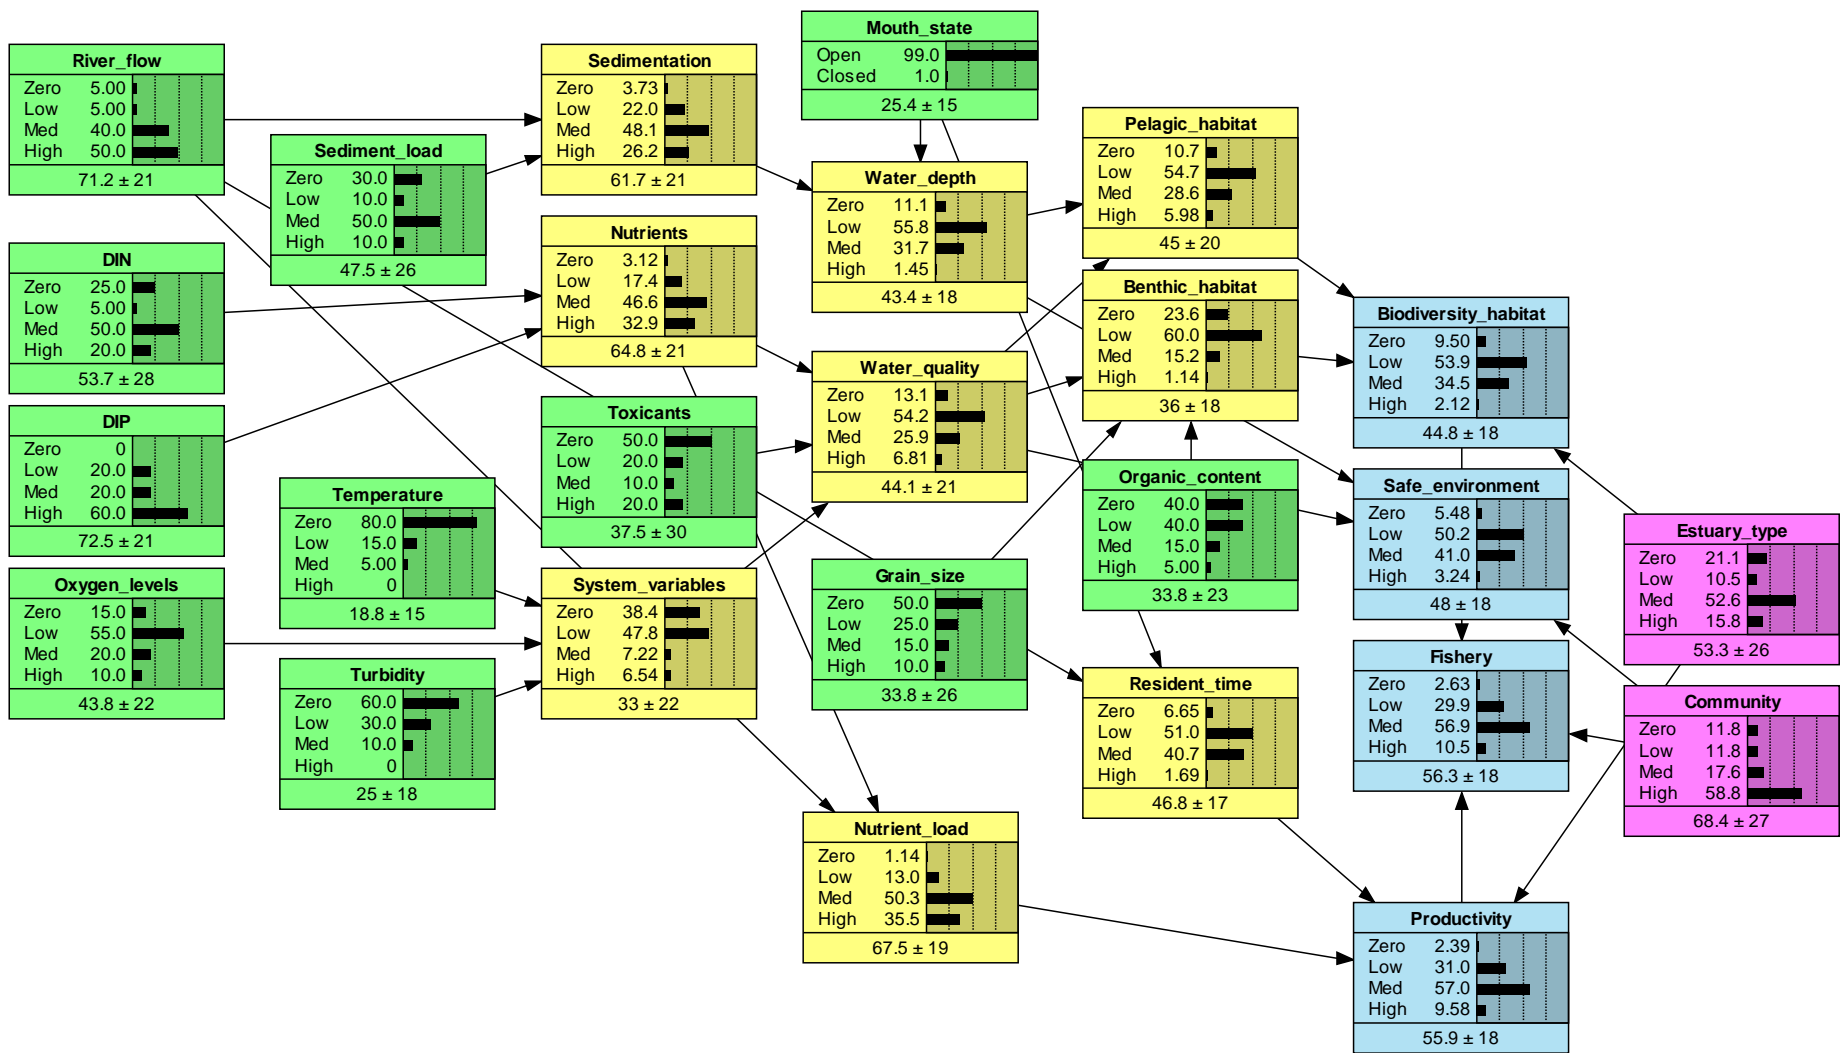 River_flow
Zero 5.00
Low 5.00
Med 40.0
High 50.0
71.2 ± 21
DIN
Zero 25.0
Low 5.00
Med 50.0
High 20.0
53.7 ± 28
DIP
Zero 0
Low 20.0
Med 20.0
High 60.0
72.5 ± 21
Oxygen_levels
Zero 15.0
Low 55.0
Med 20.0
High 10.0
43.8 ± 22
Sediment_load
Zero 30.0
Low 10.0
Med 50.0
High 10.0
47.5 ± 26
Temperature
Zero 80.0
Low 15.0
Med 5.00
High 0
18.8 ± 15
Turbidity
Zero 60.0
Low 30.0
Med 10.0
High 0
25 ± 18
Sedimentation
Zero 3.73
Low 22.0
Med 48.1
High 26.2
61.7 ± 21
Nutrients
Zero 3.12
Low 17.4
Med 46.6
High 32.9
64.8 ± 21
Toxicants
Zero 50.0
Low 20.0
Med 10.0
High 20.0
37.5 ± 30
System_variables
Zero 38.4
Low 47.8
Med 7.22
High 6.54
33 ± 22
Mouth_state
Open 99.0
Closed 1.0
25.4 ± 15
Water_depth
Zero 11.1
Low 55.8
Med 31.7
High 1.45
43.4 ± 18
Water_quality
Zero 13.1
Low 54.2
Med 25.9
High 6.81
44.1 ± 21
Grain_size
Zero 50.0
Low 25.0
Med 15.0
High 10.0
33.8 ± 26
Nutrient_load
Zero 1.14
Low 13.0
Med 50.3
High 35.5
67.5 ± 19
Pelagic_habitat
Zero 10.7
Low 54.7
Med 28.6
High 5.98
45 ± 20
Benthic_habitat
Zero 23.6
Low 60.0
Med 15.2
High 1.14
36 ± 18
Organic_content
Zero 40.0
Low 40.0
Med 15.0
High 5.00
33.8 ± 23
Resident_time
Zero 6.65
Low 51.0
Med 40.7
High 1.69
46.8 ± 17
Biodiversity_habitat
Zero 9.50
Low 53.9
Med 34.5
High 2.12
44.8 ± 18
Safe_environment
Zero 5.48
Low 50.2
Med 41.0
High 3.24
48 ± 18
Fishery
Zero 2.63
Low 29.9
Med 56.9
High 10.5
56.3 ± 18
Productivity
Zero 2.39
Low 31.0
Med 57.0
High 9.58
55.9 ± 18
Estuary_type
Zero 21.1
Low 10.5
Med 52.6
High 15.8
53.3 ± 26
Community
Zero 11.8
Low 11.8
Med 17.6
High 58.8
68.4 ± 27